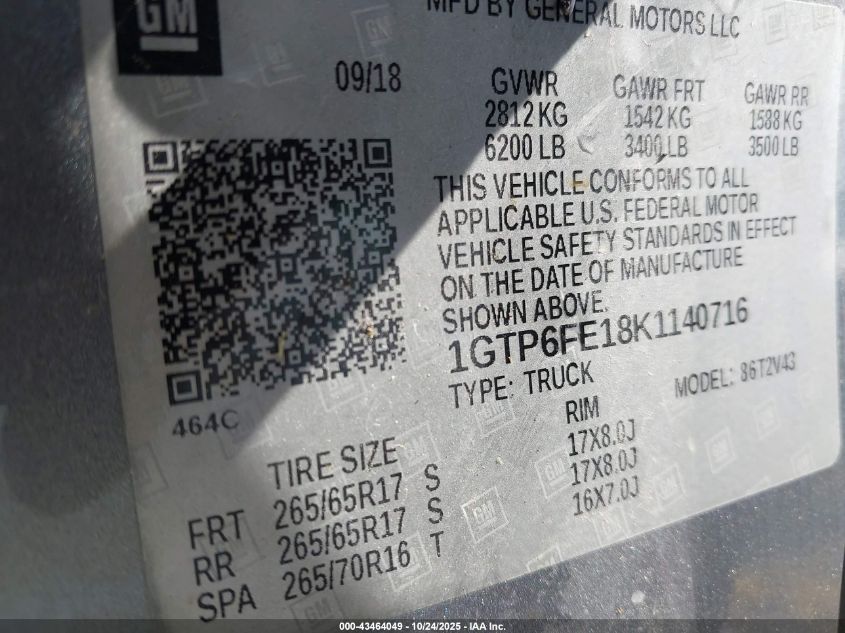 GM
MFD BY GENERAL MOTORS LLC
09/18
GVWR GAWR FRT GAWR RR
2812 KG 1542 KG 1588 KG
6200 LB 3400 LB 3500 LB
THIS VEHICLE CONFORMS TO ALL
APPLICABLE U.S. FEDERAL MOTOR
VEHICLE SAFETY STANDARDS IN EFFECT
ON THE DATE OF MANUFACTURE
SHOWN ABOVE.
1GTP6FE18K1140716
TYPE: TRUCK MODEL: 86T2V43
464C
TIRE SIZE RIM
FRT 265/65R17 S 17X8.0J
RR 265/65R17 S 17X8.0J
SPA 265/70R16 T 16X7.0J
000-43464049 - 10/24/2025 - IAA Inc.